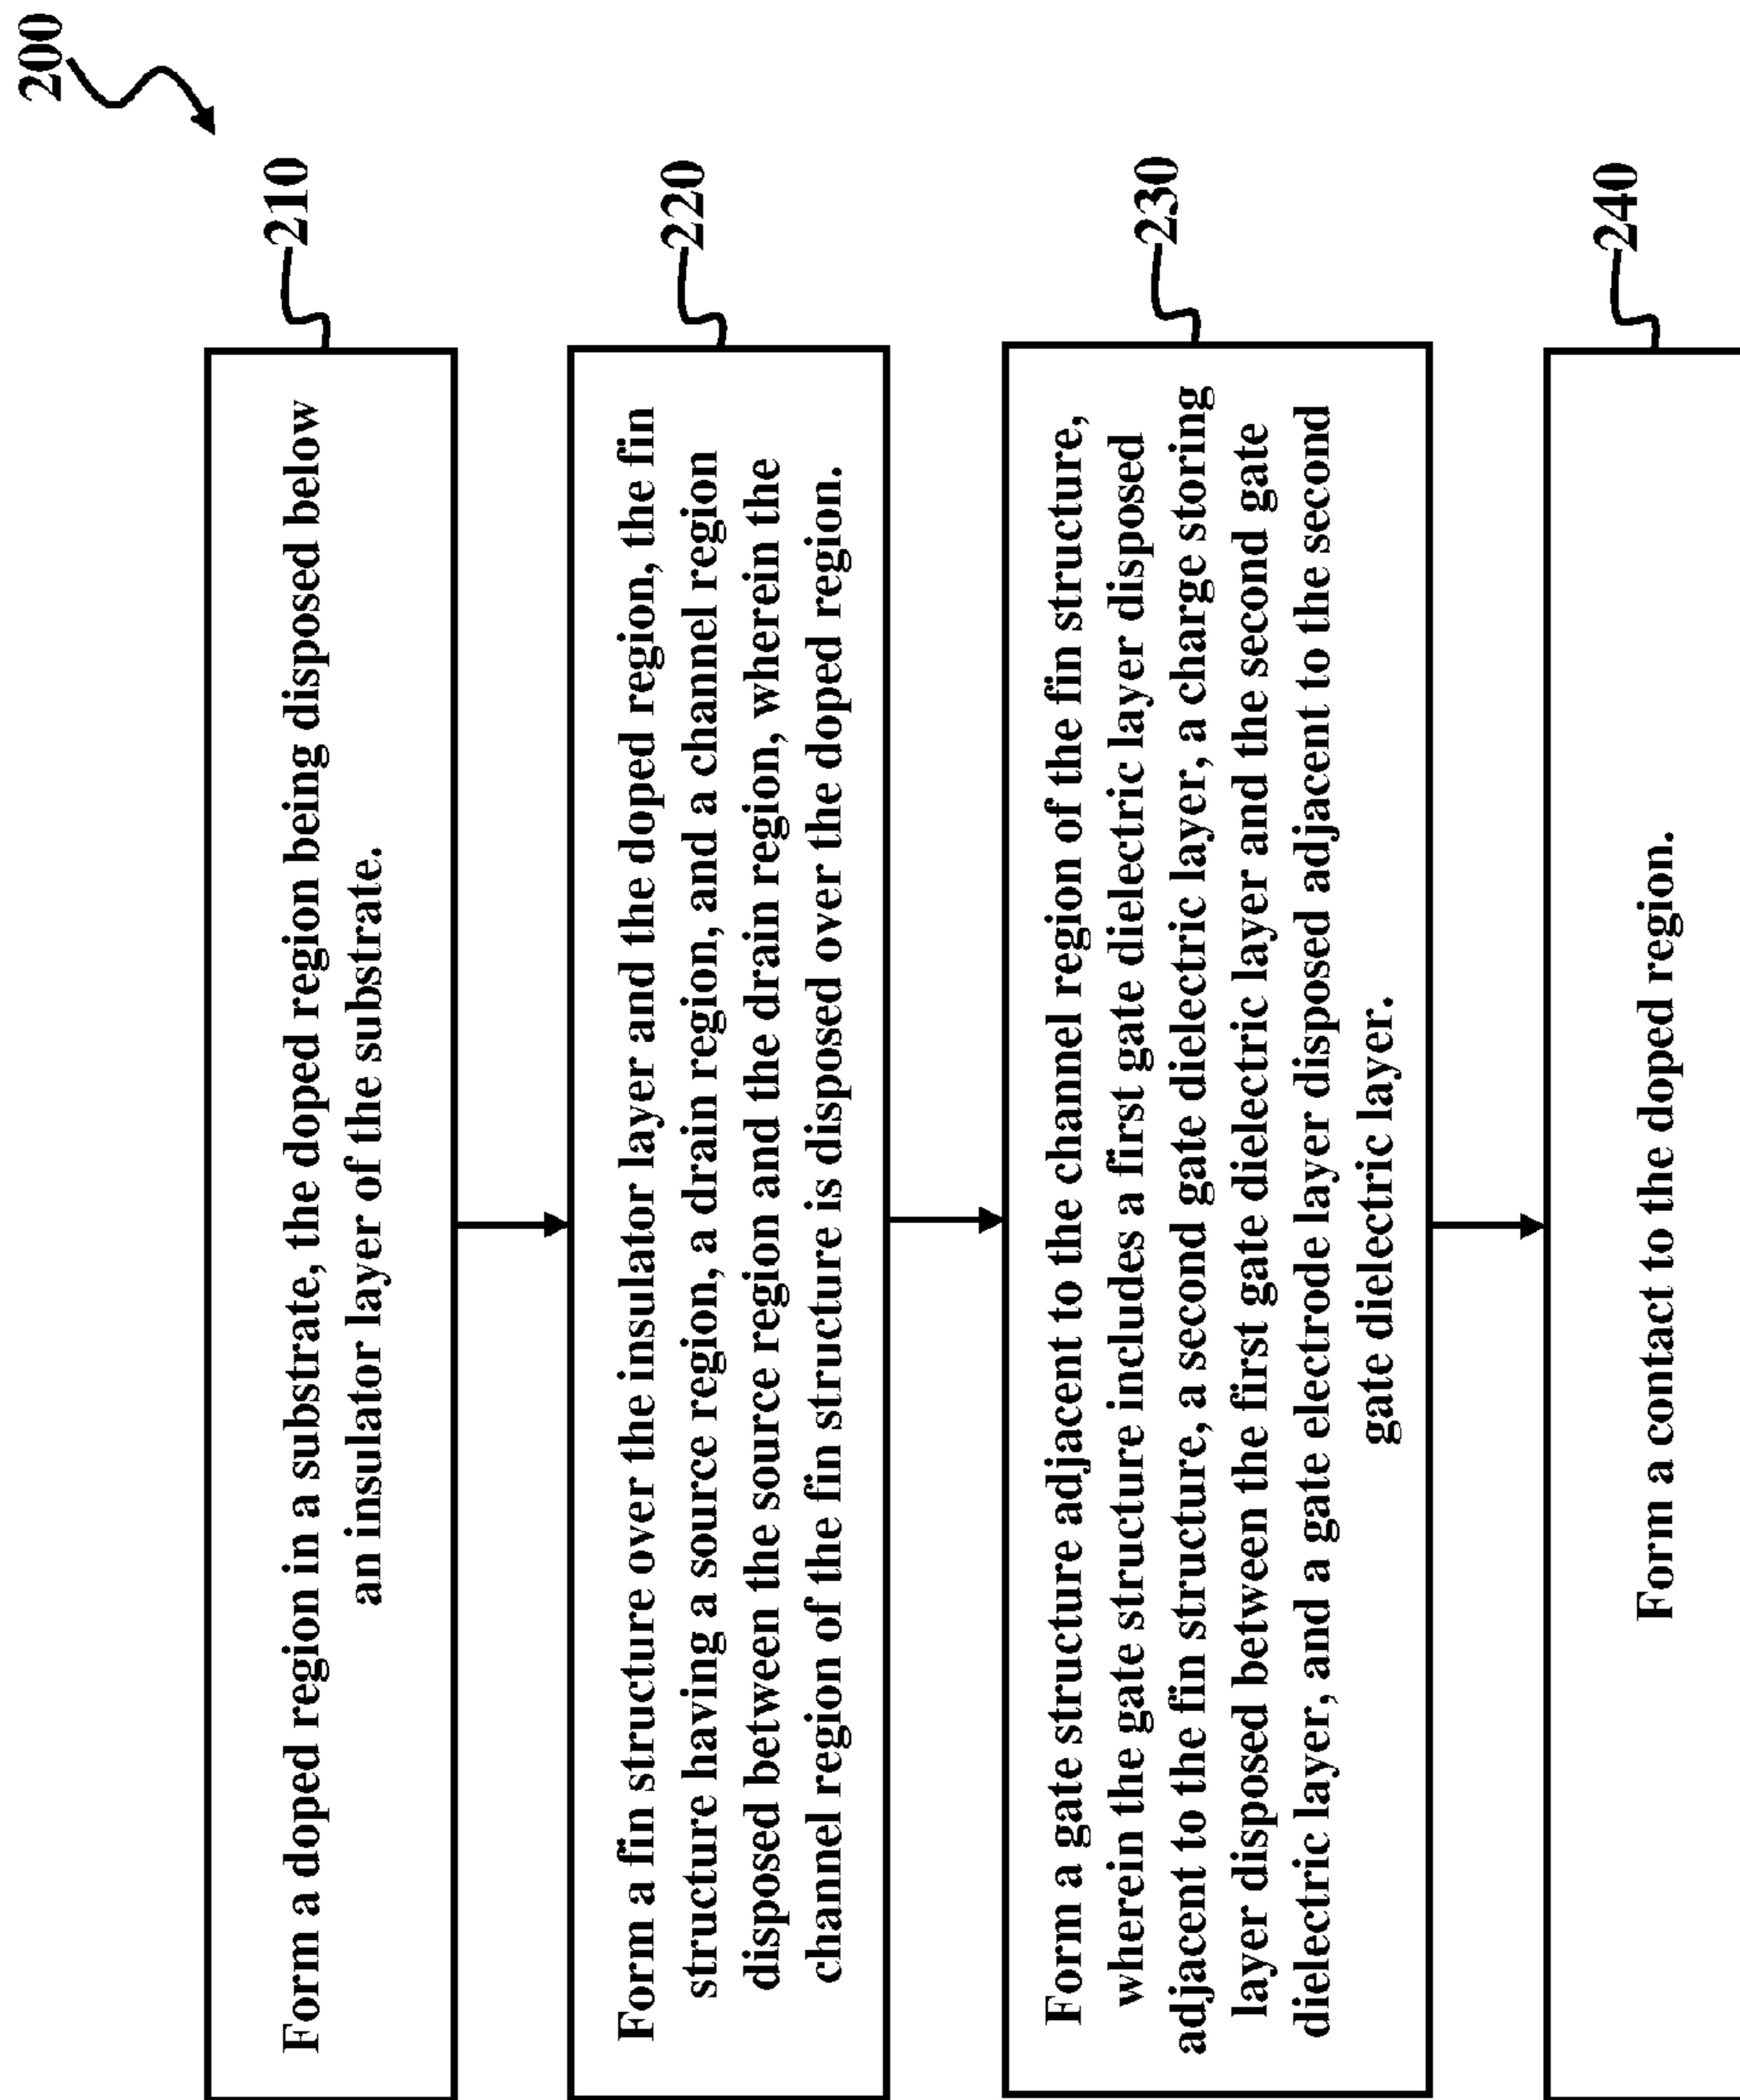 200
210
Form a doped region in a substrate, the doped region being disposed below
an insulator layer of the substrate.
220
Form a fin structure over the insulator layer and the doped region, the fin
structure having a source region, a drain region, and a channel region
disposed between the source region and the drain region, wherein the
channel region of the fin structure is disposed over the doped region.
230
Form a gate structure adjacent to the channel region of the fin structure,
wherein the gate structure includes a first gate dielectric layer disposed
adjacent to the fin structure, a second gate dielectric layer, a charge storing
layer disposed between the first gate dielectric layer and the second gate
dielectric layer, and a gate electrode layer disposed adjacent to the second
gate dielectric layer.
240
Form a contact to the doped region.